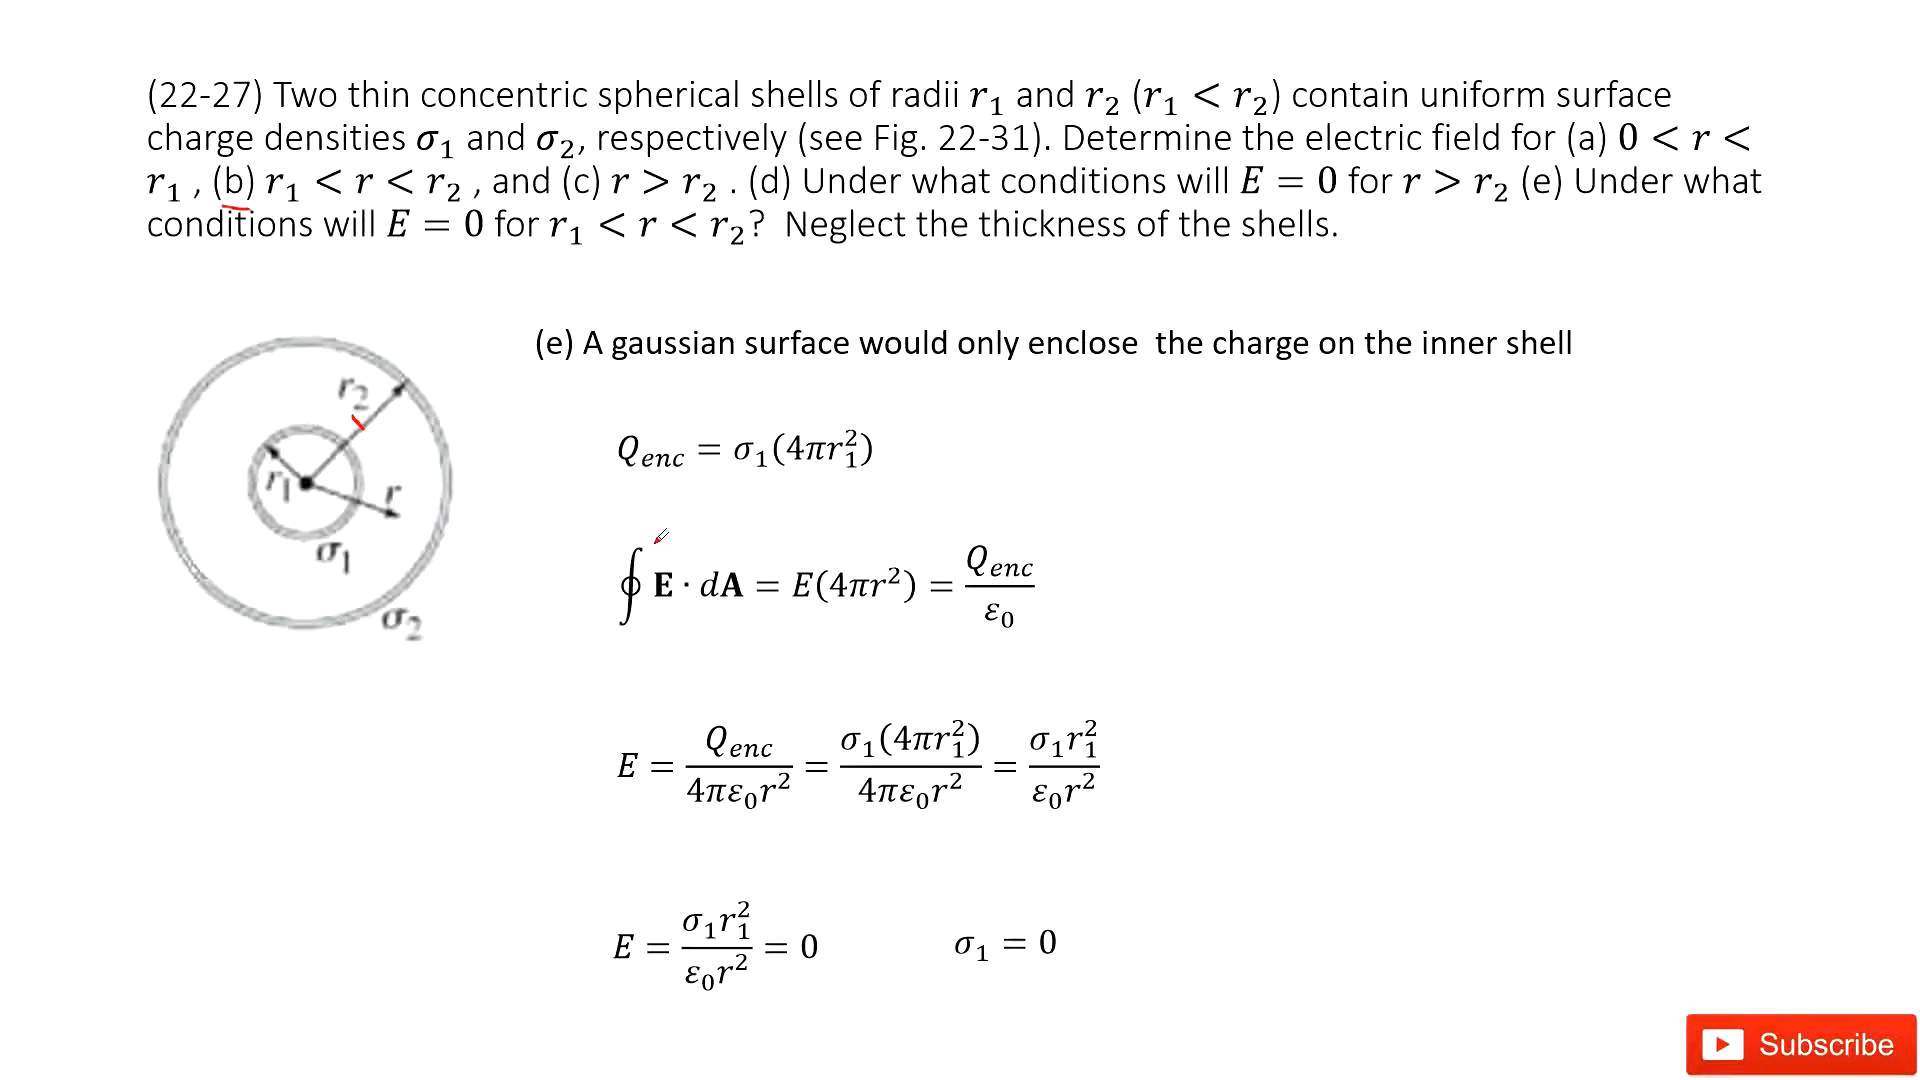 (22-27) Two thin concentric spherical shells of radii r₁ and r₂ (r₁ < r₂) contain uniform surface
charge densities σ₁ and σ₂, respectively (see Fig. 22-31). Determine the electric field for (a) 0 < r <
r₁ , (b) r₁ < r < r₂ , and (c) r > r₂ . (d) Under what conditions will E = 0 for r > r₂ (e) Under what
conditions will E = 0 for r₁ < r < r₂? Neglect the thickness of the shells.
(e) A gaussian surface would only enclose the charge on the inner shell
r₂
r₁
r
σ₁
σ₂
Q_enc = σ₁(4πr₁²)
∮ E · dA = E(4πr²) = Q_enc / ε₀
E = Q_enc / 4πε₀r² = σ₁(4πr₁²) / 4πε₀r² = σ₁r₁² / ε₀r²
E = σ₁r₁² / ε₀r² = 0 σ₁ = 0
Subscribe